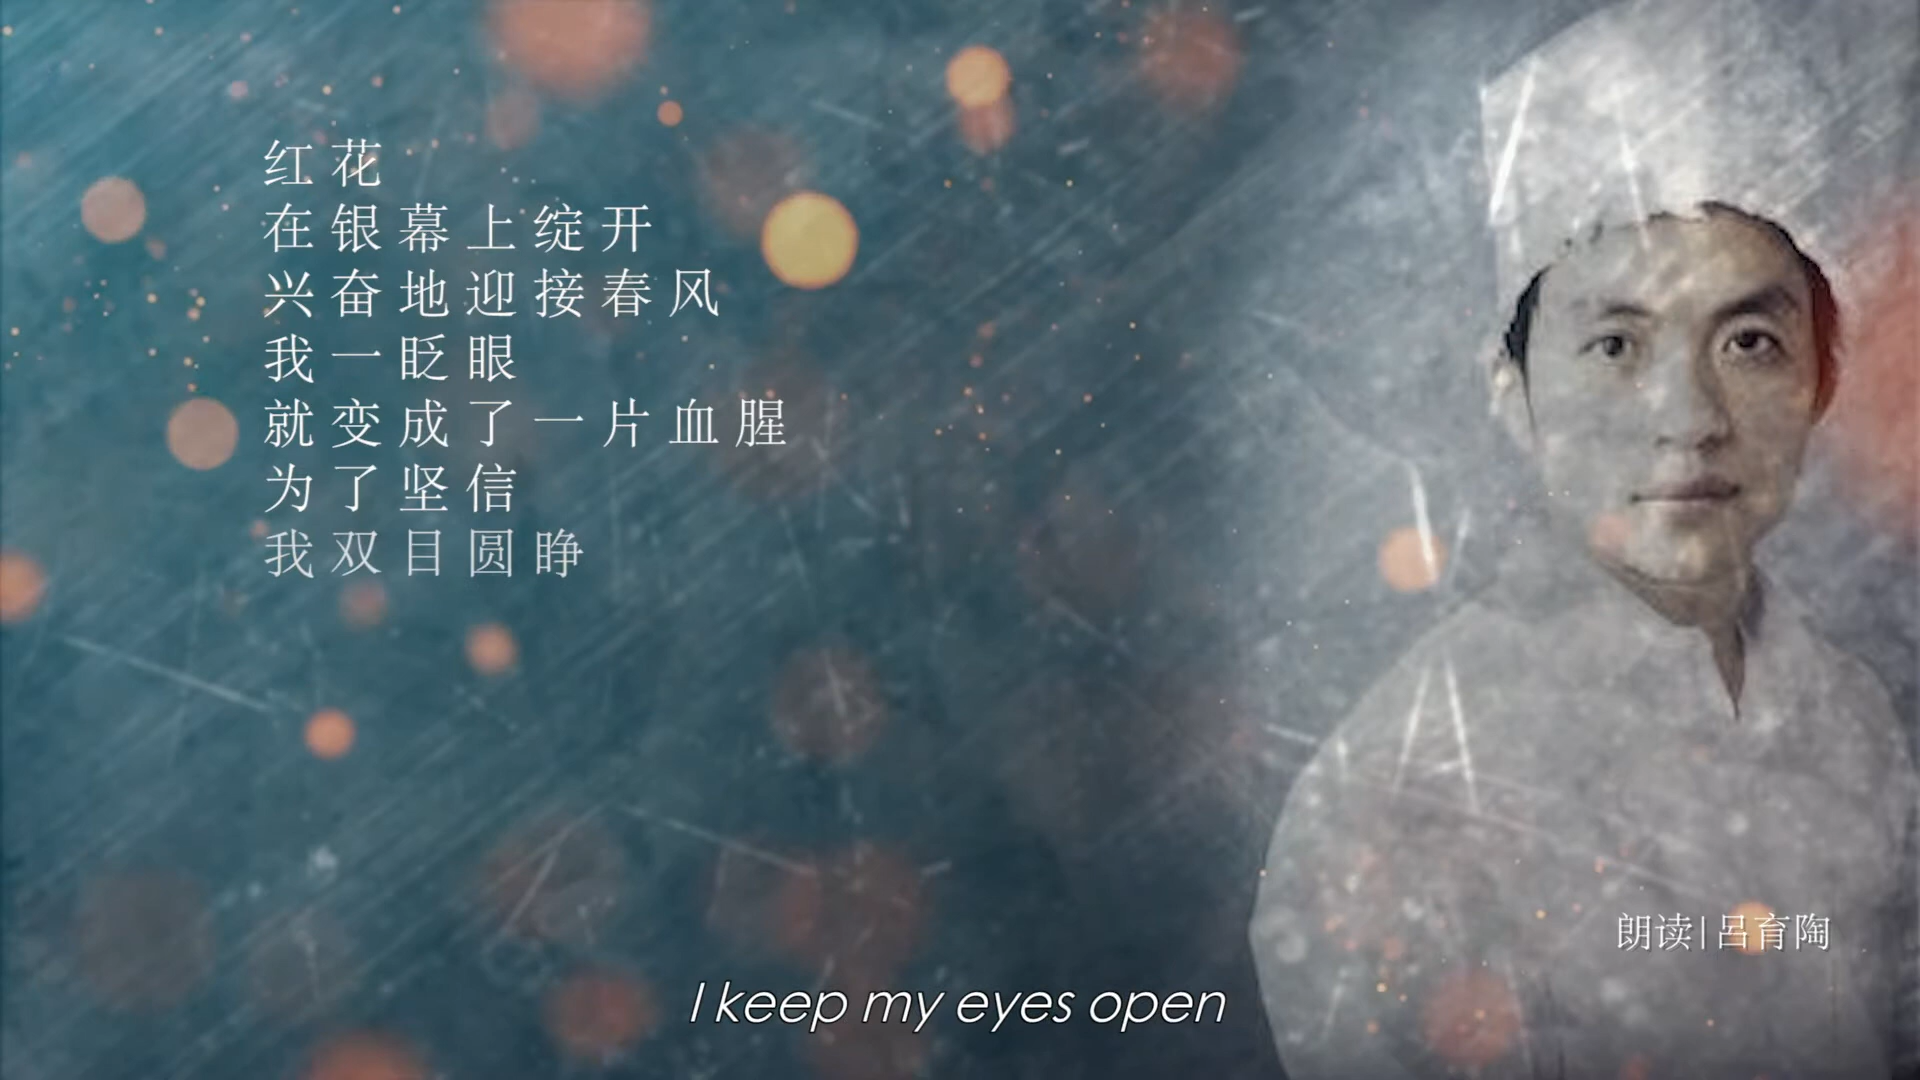 红花
在银幕上绽开
兴奋地迎接春风
我一眨眼
就变成了一片血腥
为了坚信
我双目圆睁
朗读|吕育陶
I keep my eyes open